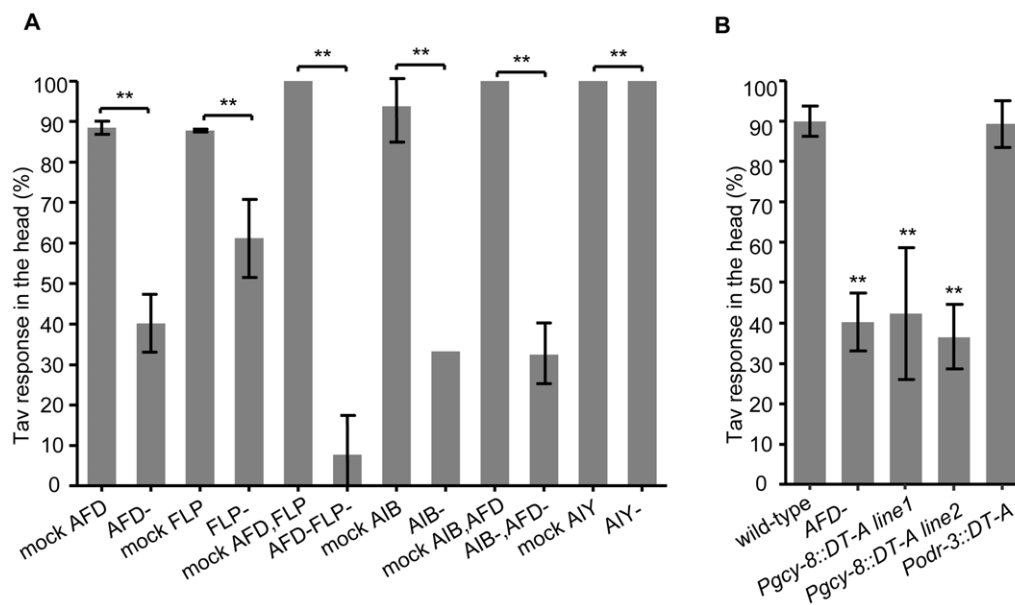 A
B
** ** ** ** ** **
Tav response in the head (%)
100
90
80
70
60
50
40
30
20
10
0
mock AFD
AFD-
mock FLP
FLP-
mock AFD,FLP
AFD-FLP-
mock AIB
AIB-
mock AIB,AFD
AIB-,AFD-
mock AIY
AIY-
** ** **
Tav response in the head (%)
100
90
80
70
60
50
40
30
20
10
0
wild-type
AFD-
Pgcy-8::DT-A line1
Pgcy-8::DT-A line2
Podr-3::DT-A